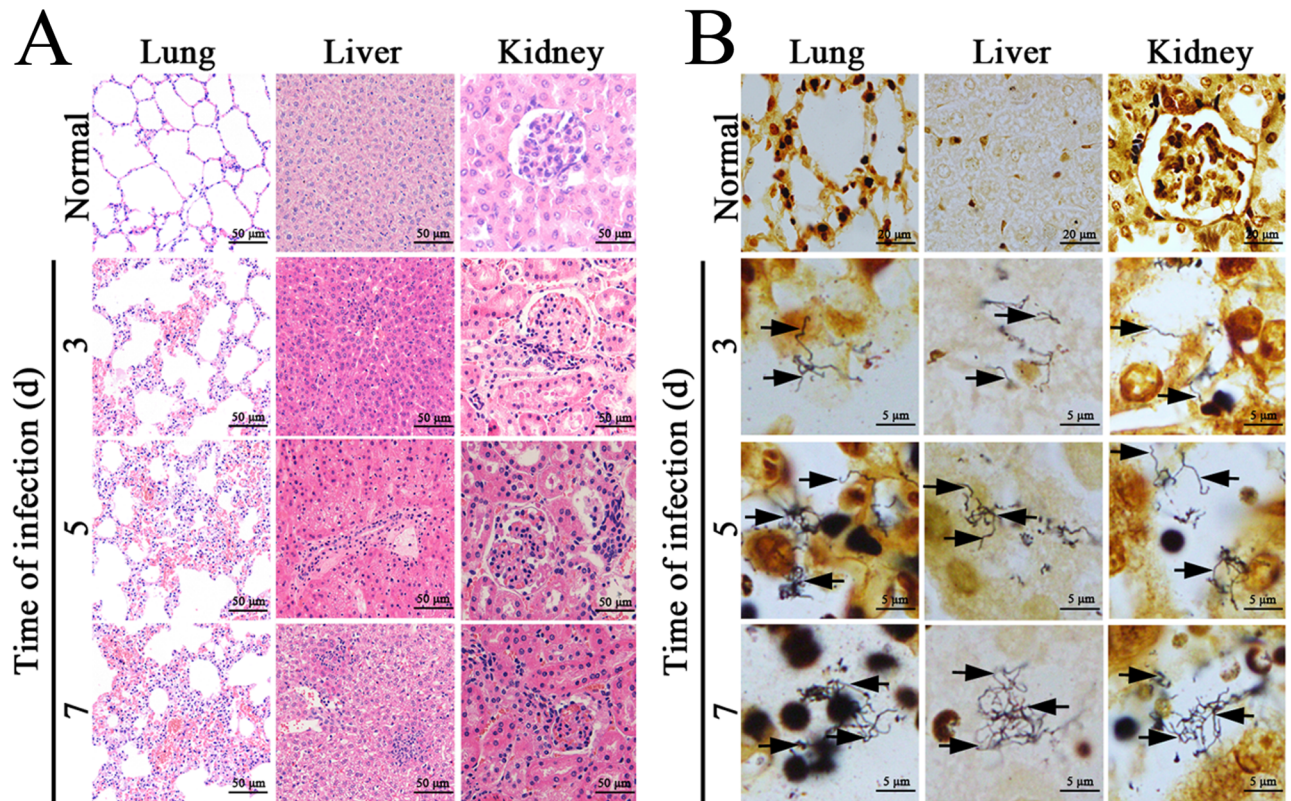 A B
Lung Liver Kidney Lung Liver Kidney
Normal Normal
50 µm 50 µm 50 µm 20 µm 20 µm 20 µm
Time of infection (d) Time of infection (d)
3 3
50 µm 50 µm 50 µm 5 µm 5 µm 5 µm
5 5
50 µm 50 µm 50 µm 5 µm 5 µm 5 µm
7 7
50 µm 50 µm 50 µm 5 µm 5 µm 5 µm